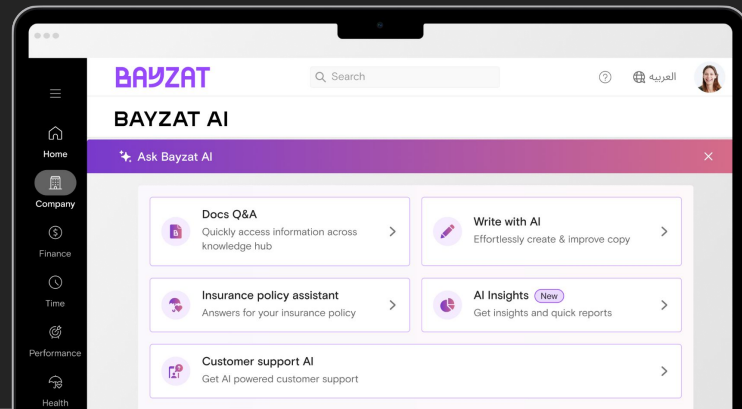 BAYZAT
Search
العربيه
BAYZAT AI
Ask Bayzat AI
Home
Company
Finance
Time
Performance
Health
Docs Q&A
Quickly access information across
knowledge hub
Write with AI
Effortlessly create & improve copy
Insurance policy assistant
Answers for your insurance policy
AI Insights New
Get insights and quick reports
Customer support AI
Get AI powered customer support